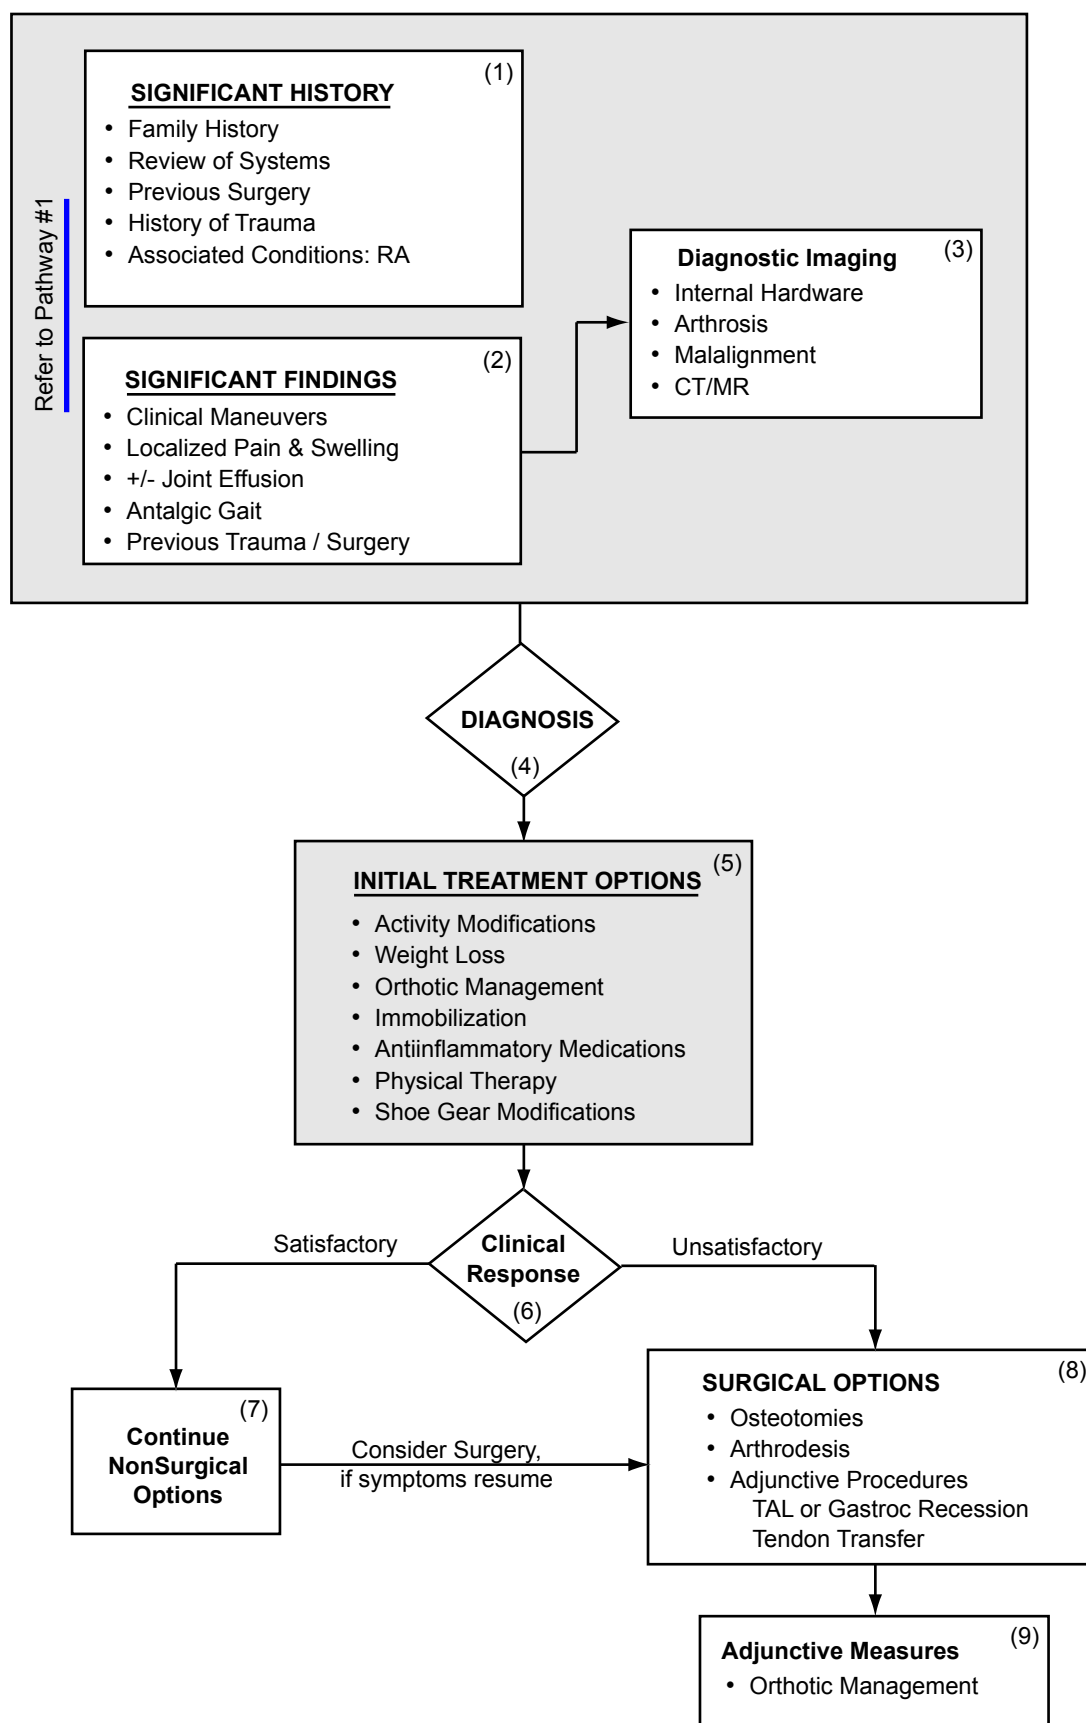 Refer to Pathway #1
(1)
SIGNIFICANT HISTORY
• Family History
• Review of Systems
• Previous Surgery
• History of Trauma
• Associated Conditions: RA
(2)
SIGNIFICANT FINDINGS
• Clinical Maneuvers
• Localized Pain & Swelling
• +/- Joint Effusion
• Antalgic Gait
• Previous Trauma / Surgery
(3)
Diagnostic Imaging
• Internal Hardware
• Arthrosis
• Malalignment
• CT/MR
DIAGNOSIS
(4)
(5)
INITIAL TREATMENT OPTIONS
• Activity Modifications
• Weight Loss
• Orthotic Management
• Immobilization
• Antiinflammatory Medications
• Physical Therapy
• Shoe Gear Modifications
Satisfactory
Clinical
Response
(6)
Unsatisfactory
(7)
Continue
NonSurgical
Options
Consider Surgery,
if symptoms resume
(8)
SURGICAL OPTIONS
• Osteotomies
• Arthrodesis
• Adjunctive Procedures
TAL or Gastroc Recession
Tendon Transfer
(9)
Adjunctive Measures
• Orthotic Management